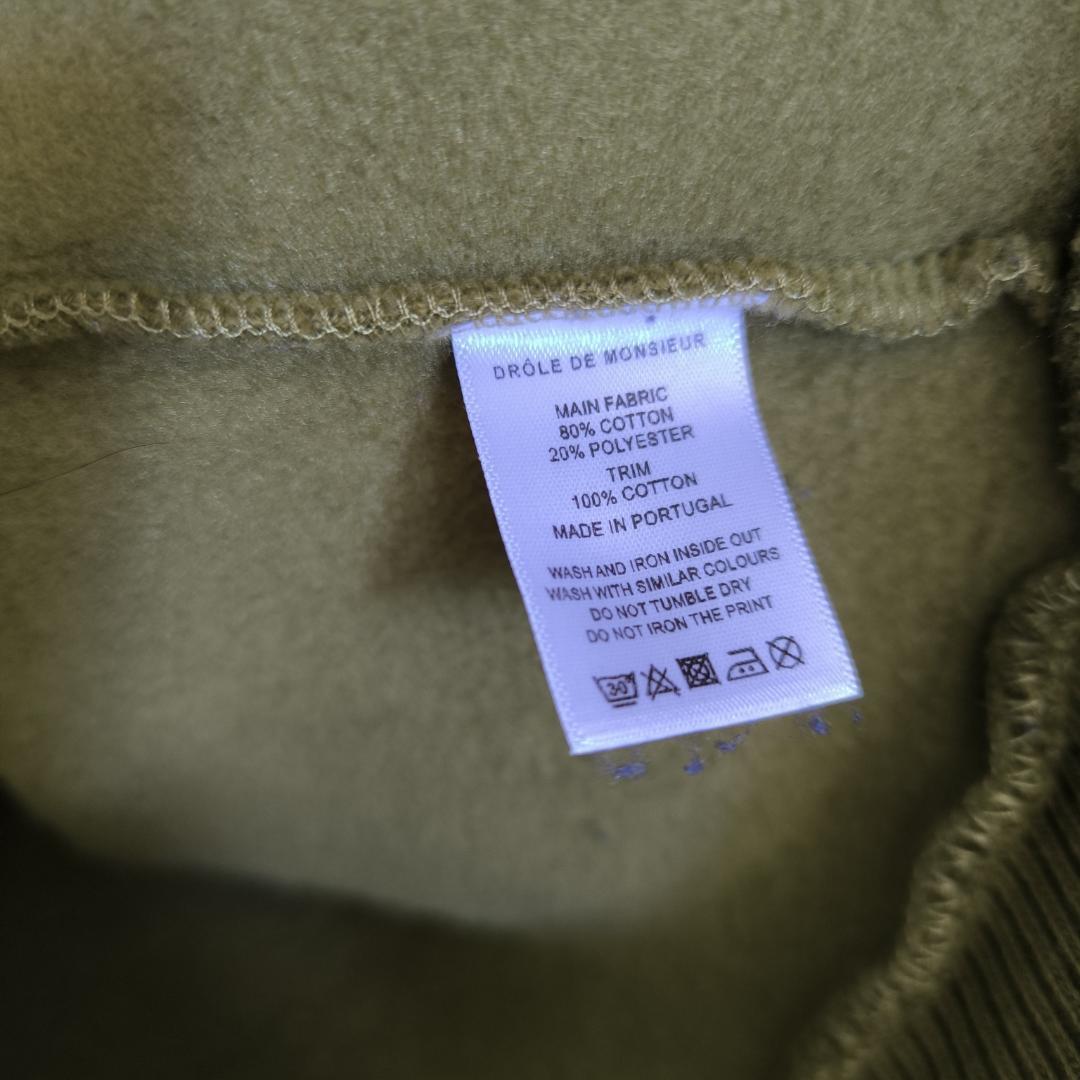 DRÔLE DE MONSIEUR
MAIN FABRIC
80% COTTON
20% POLYESTER
TRIM
100% COTTON
MADE IN PORTUGAL
WASH AND IRON INSIDE OUT
WASH WITH SIMILAR COLOURS
DO NOT TUMBLE DRY
DO NOT IRON THE PRINT
30°